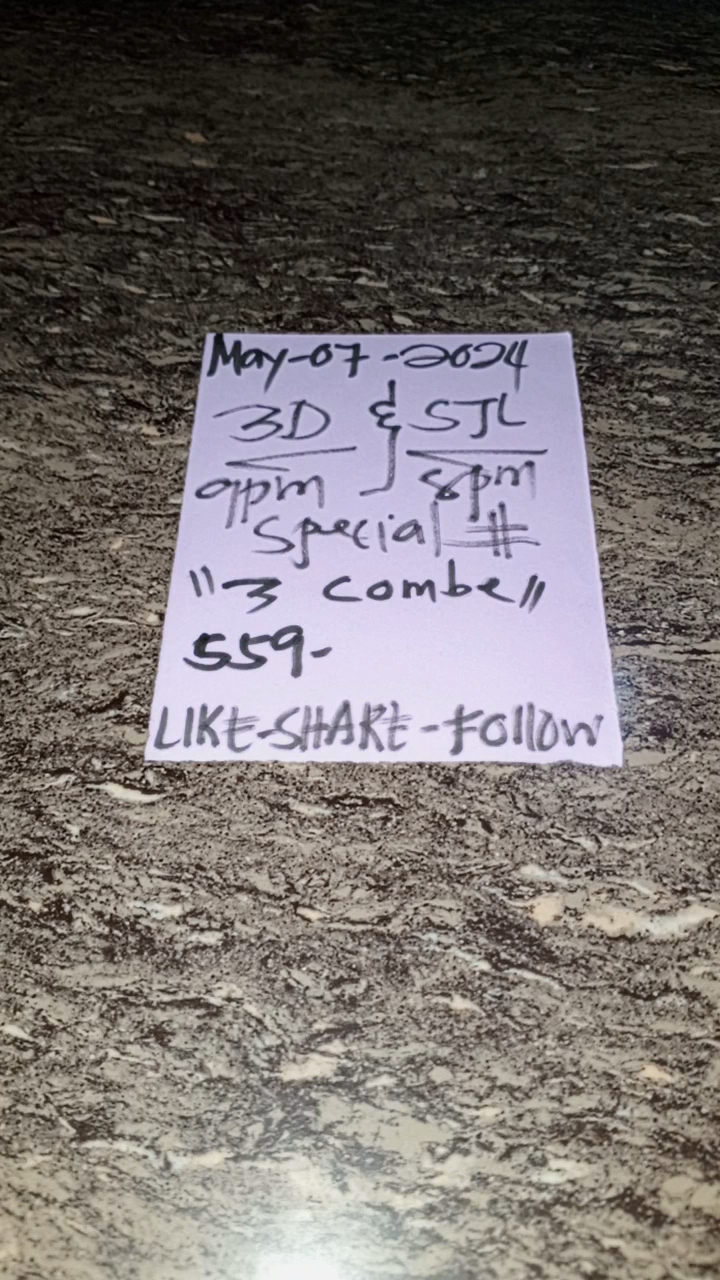 May-07-2024
3D & STL
9pm 8pm
Special #
"3 Combe"
559-
LIKE-SHARE-Follow